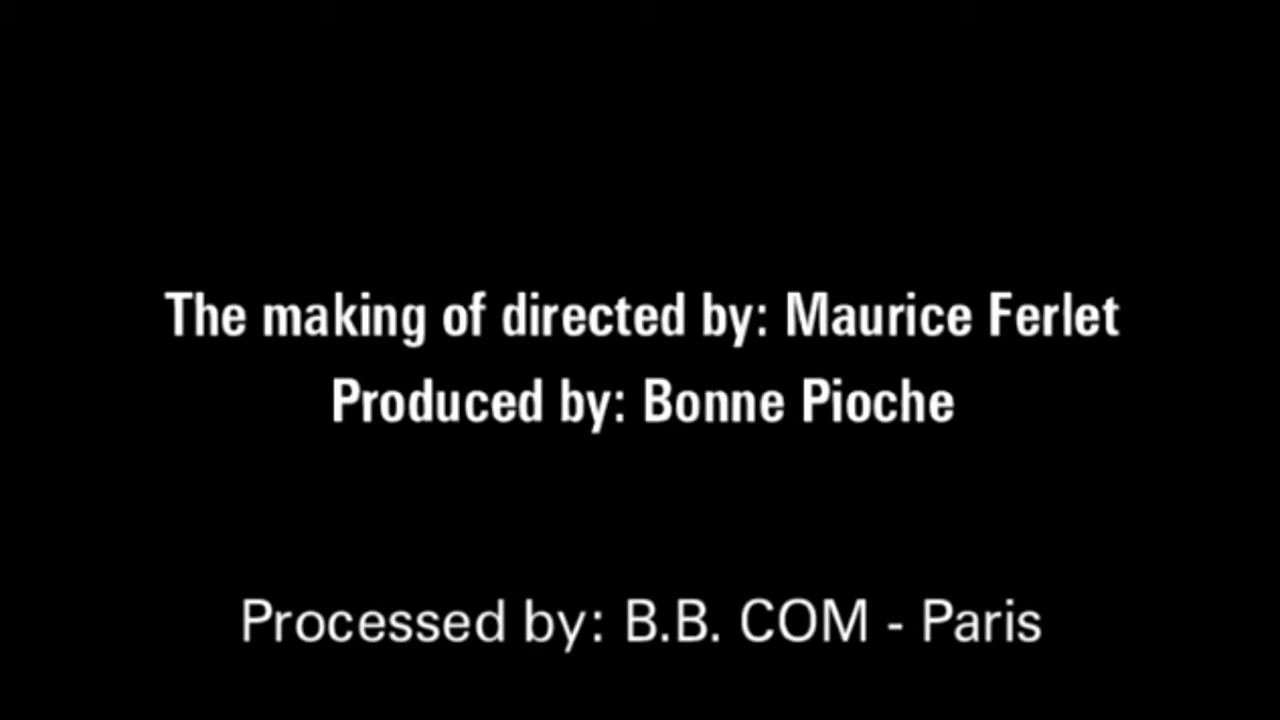 The making of directed by: Maurice Ferlet
Produced by: Bonne Pioche
Processed by: B.B. COM - Paris